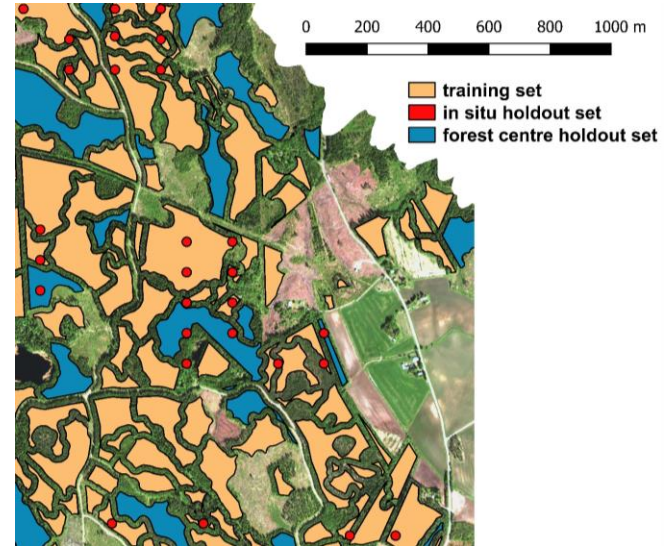 0 200 400 600 800 1000 m
training set
in situ holdout set
forest centre holdout set